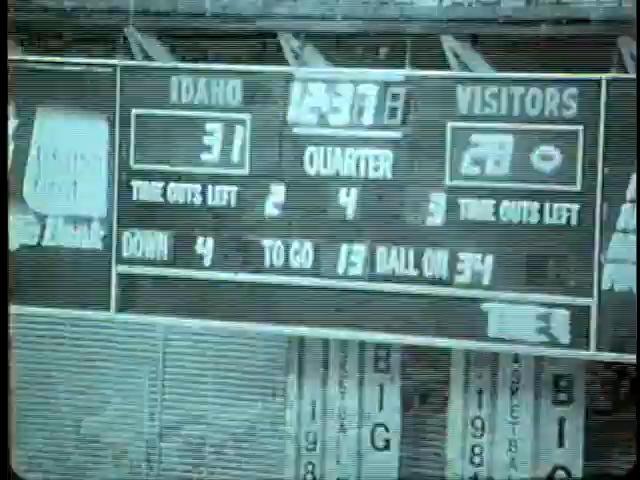 IDAHO 12:37 VISITORS
31 28
QUARTER
TIME OUTS LEFT 2 4 3 TIME OUTS LEFT
DOWN 4 TO GO 13 BALL ON 34
BIG
BIG